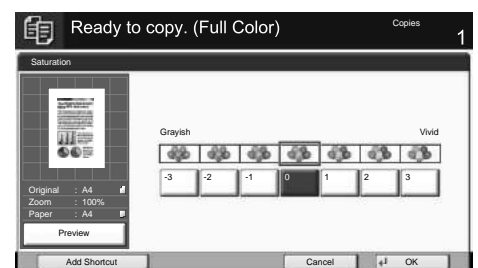 Ready to copy. (Full Color)
Copies
1
Saturation
Grayish
Vivid
-3
-2
-1
0
1
2
3
Original : A4
Zoom : 100%
Paper : A4
Preview
Add Shortcut
Cancel
OK